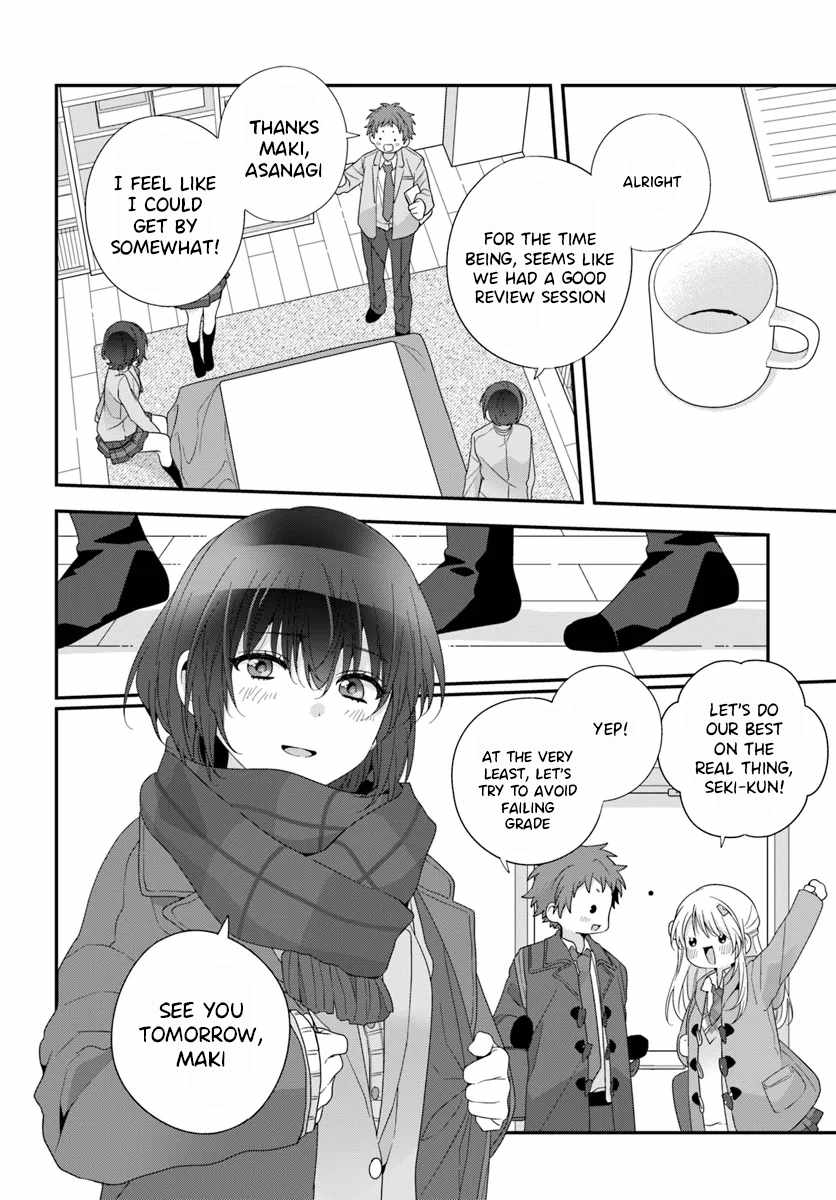 ALRIGHT
FOR THE TIME
BEING, SEEMS LIKE
WE HAD A GOOD
REVIEW SESSION
THANKS
MAKI,
ASANAGI
I FEEL LIKE
I COULD
GET BY
SOMEWHAT!
LET'S DO
OUR BEST
ON THE
REAL THING,
SEKI-KUN!
YEP!
AT THE VERY
LEAST, LET'S
TRY TO AVOID
FAILING
GRADE
SEE YOU
TOMORROW,
MAKI